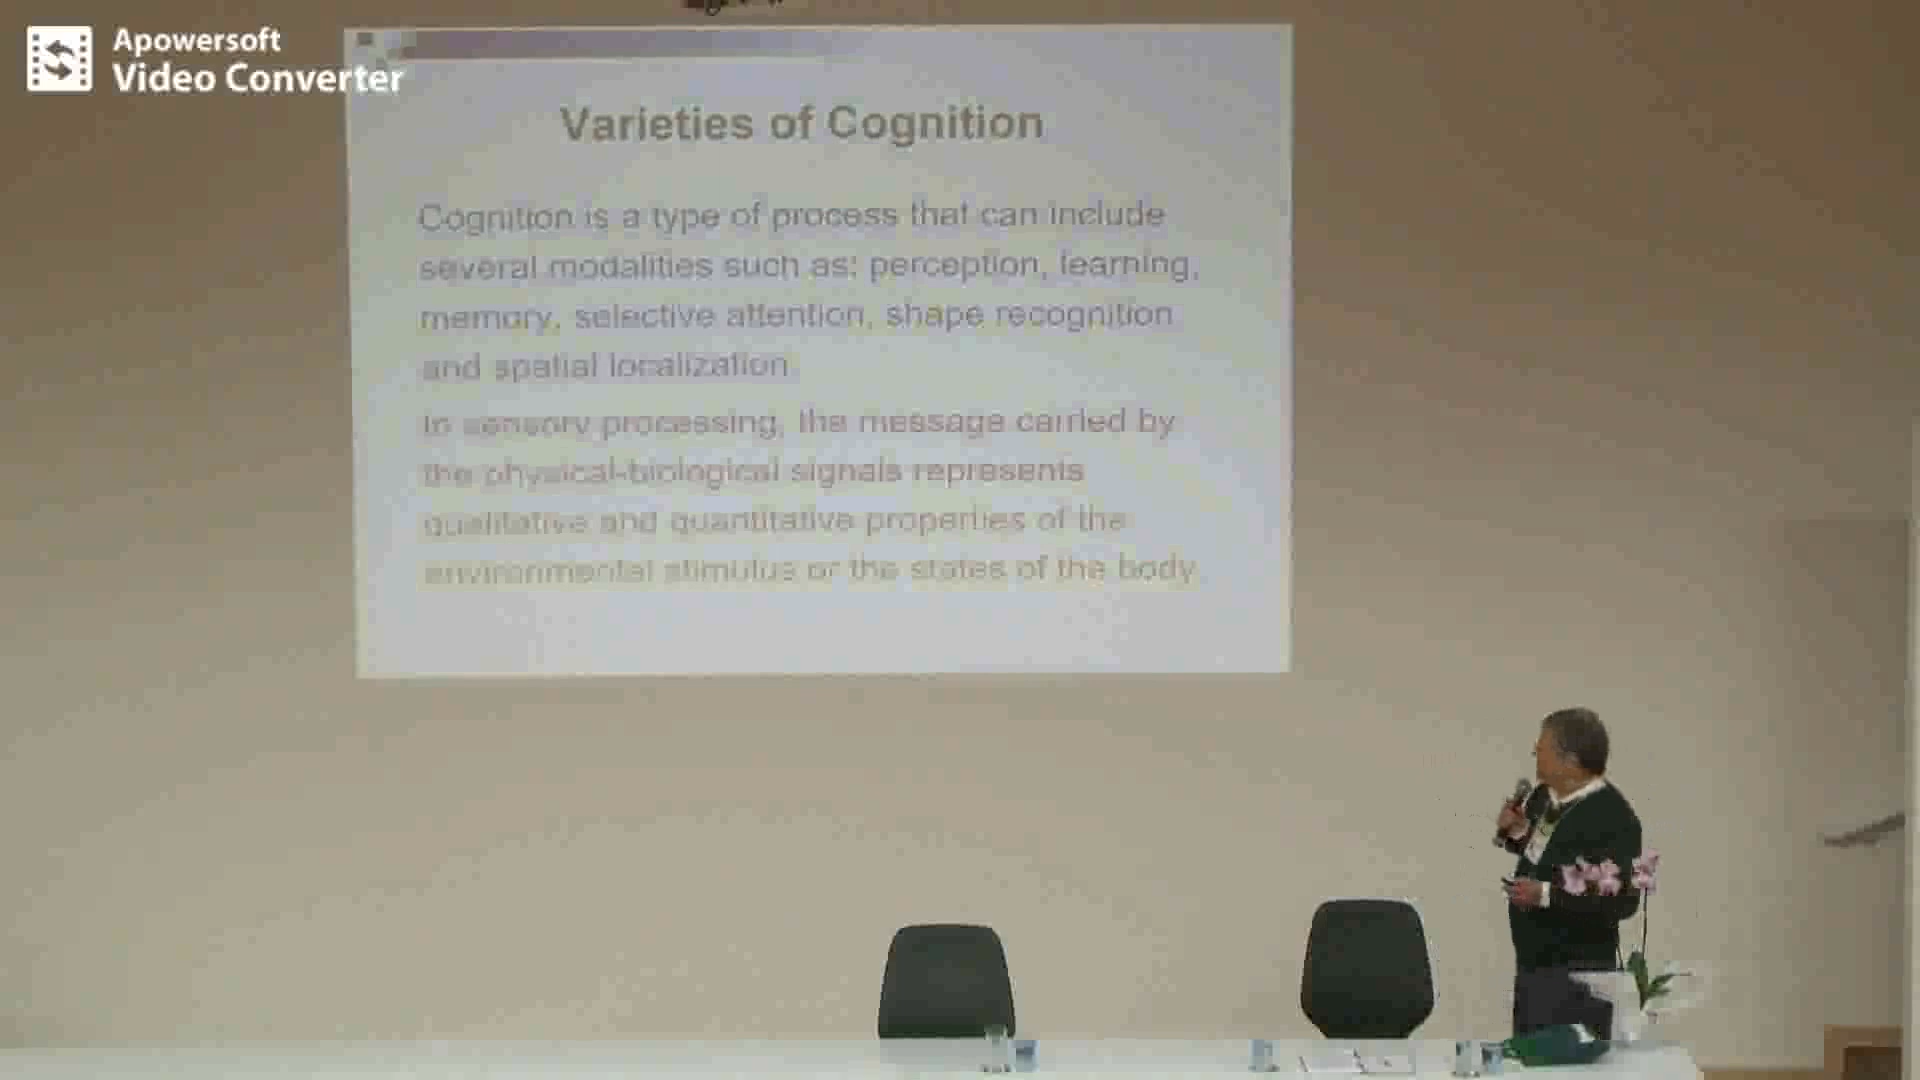 Apowersoft
Video Converter
Varieties of Cognition
Cognition is a type of process that can include
several modalities such as: perception, learning,
memory, selective attention, shape recognition
and spatial localization.
In sensory processing, the message carried by
the physical-biological signals represents
qualitative and quantitative properties of the
environmental stimulus or the states of the body